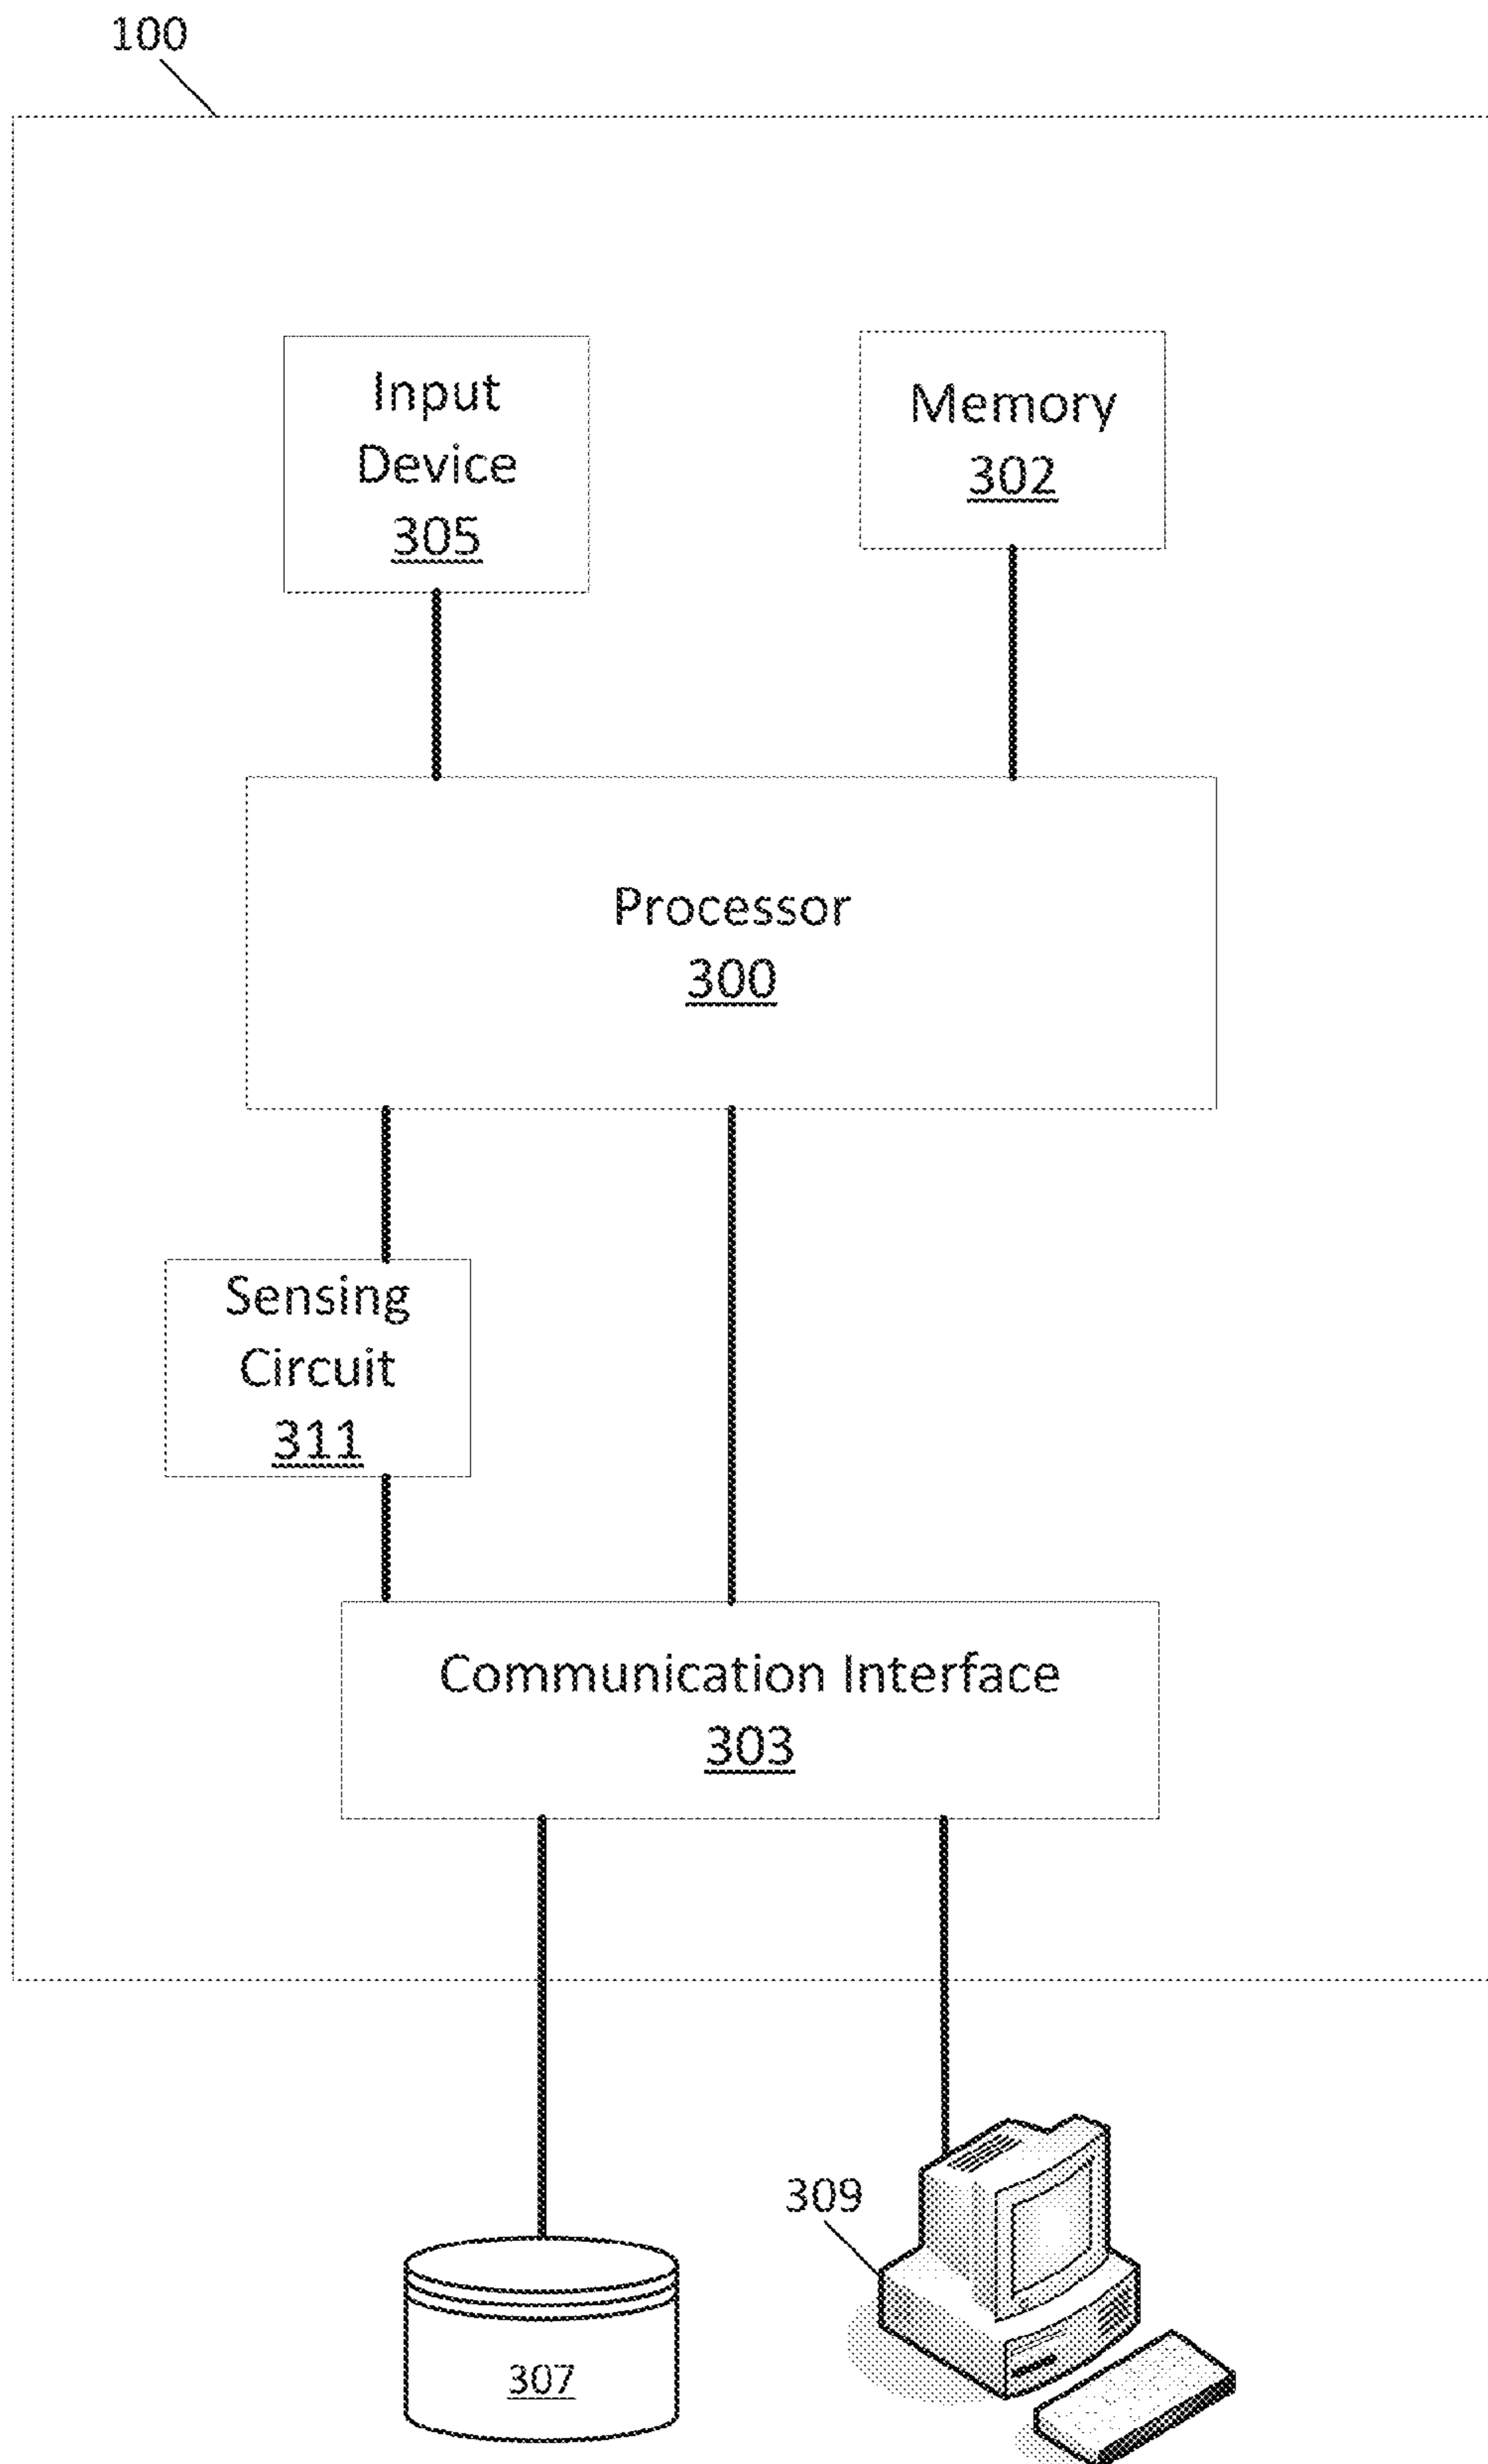 100
Input
Device
305
Memory
302
Processor
300
Sensing
Circuit
311
Communication Interface
303
309
307